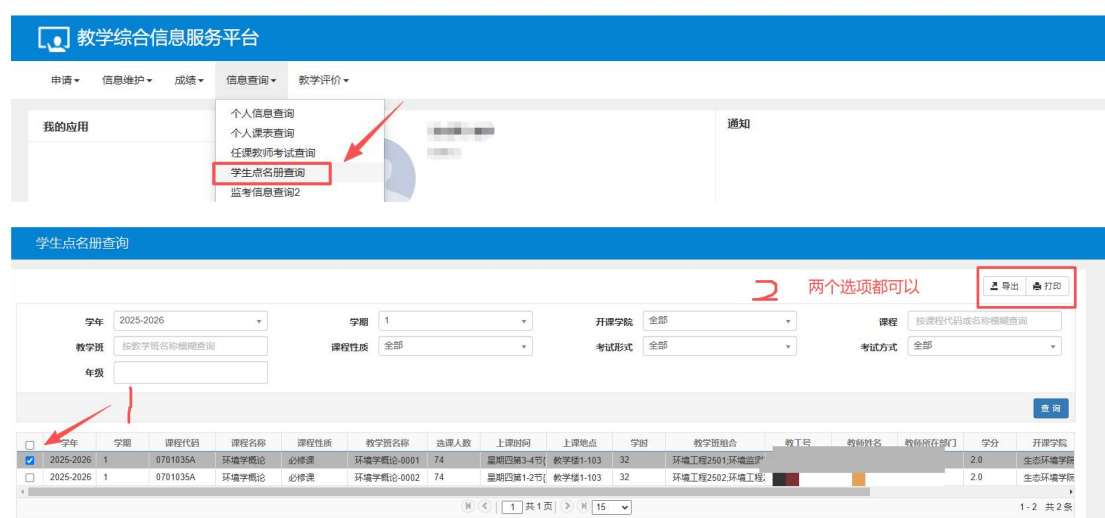 教学综合信息服务平台
申请 信息维护 成绩 信息查询 教学评价
个人信息查询
我的应用
通知
个人课表查询
任课教师考试查询
学生点名册查询
监考信息查询2
学生点名册查询
2 两个选项都可以 导出 打印
学年 2025-2026 学期 1 开课学院 全部 课程 按课程代码或名称模糊查询
教学班 按教学班名称模糊查询 课程性质 全部 考试形式 全部 考试方式 全部
年级
1
查询
学年 学期 课程代码 课程名称 课程性质 教学班名称 选课人数 上课时间 上课地点 学时 教学班组合 教工号 教师姓名 教师所在部门 学分 开课学院
2025-2026 1 0701035A 环境学概论 必修课 环境学概论-0001 74 星期四第3-4节{ 教学楼1-103 32 环境工程2501;环境监测 2.0 生态环境学院
2025-2026 1 0701035A 环境学概论 必修课 环境学概论-0002 74 星期四第1-2节{ 教学楼1-103 32 环境工程2502;环境工程 2.0 生态环境学院
1 共1页 15 1-2 共2条